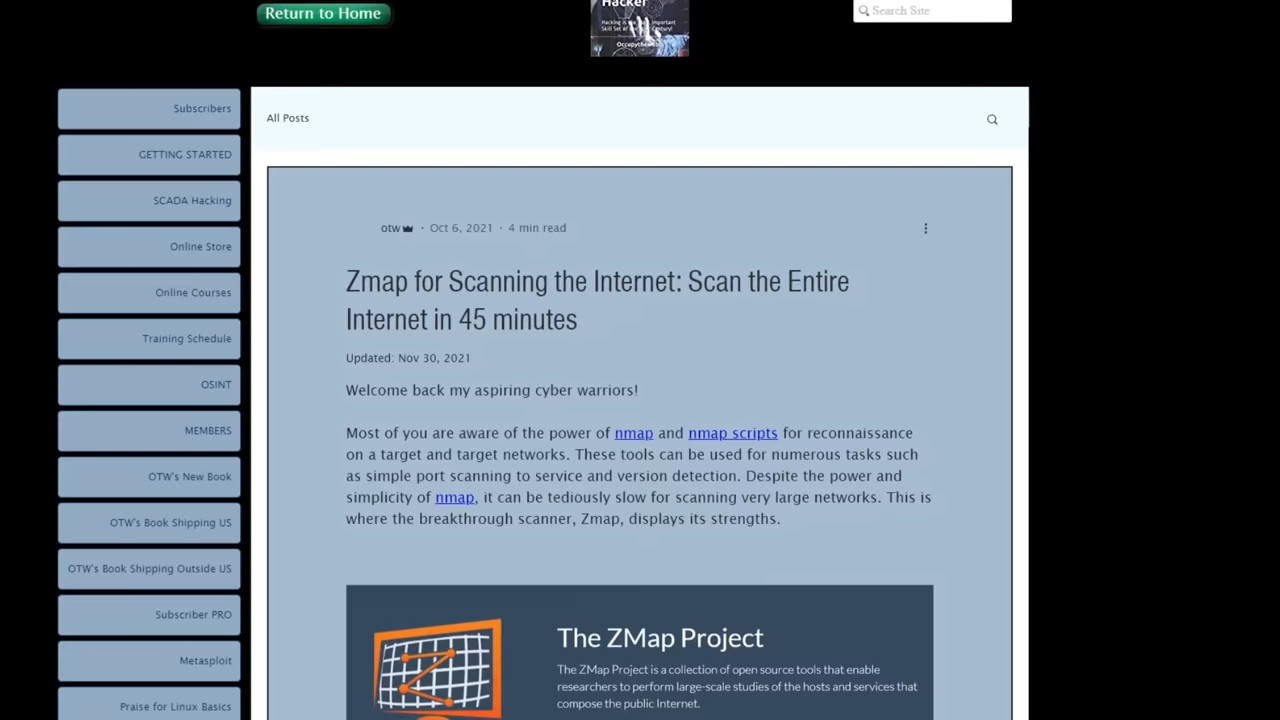 Return to Home
Hacker
Search Site
Subscribers
GETTING STARTED
SCADA Hacking
Online Store
Online Courses
Training Schedule
OSINT
MEMBERS
OTW's New Book
OTW's Book Shipping US
OTW's Book Shipping Outside US
Subscriber PRO
Metasploit
Praise for Linux Basics
All Posts
otw · Oct 6, 2021 · 4 min read
Zmap for Scanning the Internet: Scan the Entire
Internet in 45 minutes
Updated: Nov 30, 2021
Welcome back my aspiring cyber warriors!
Most of you are aware of the power of nmap and nmap scripts for reconnaissance
on a target and target networks. These tools can be used for numerous tasks such
as simple port scanning to service and version detection. Despite the power and
simplicity of nmap, it can be tediously slow for scanning very large networks. This is
where the breakthrough scanner, Zmap, displays its strengths.
The ZMap Project
The ZMap Project is a collection of open source tools that enable
researchers to perform large-scale studies of the hosts and services that
compose the public Internet.